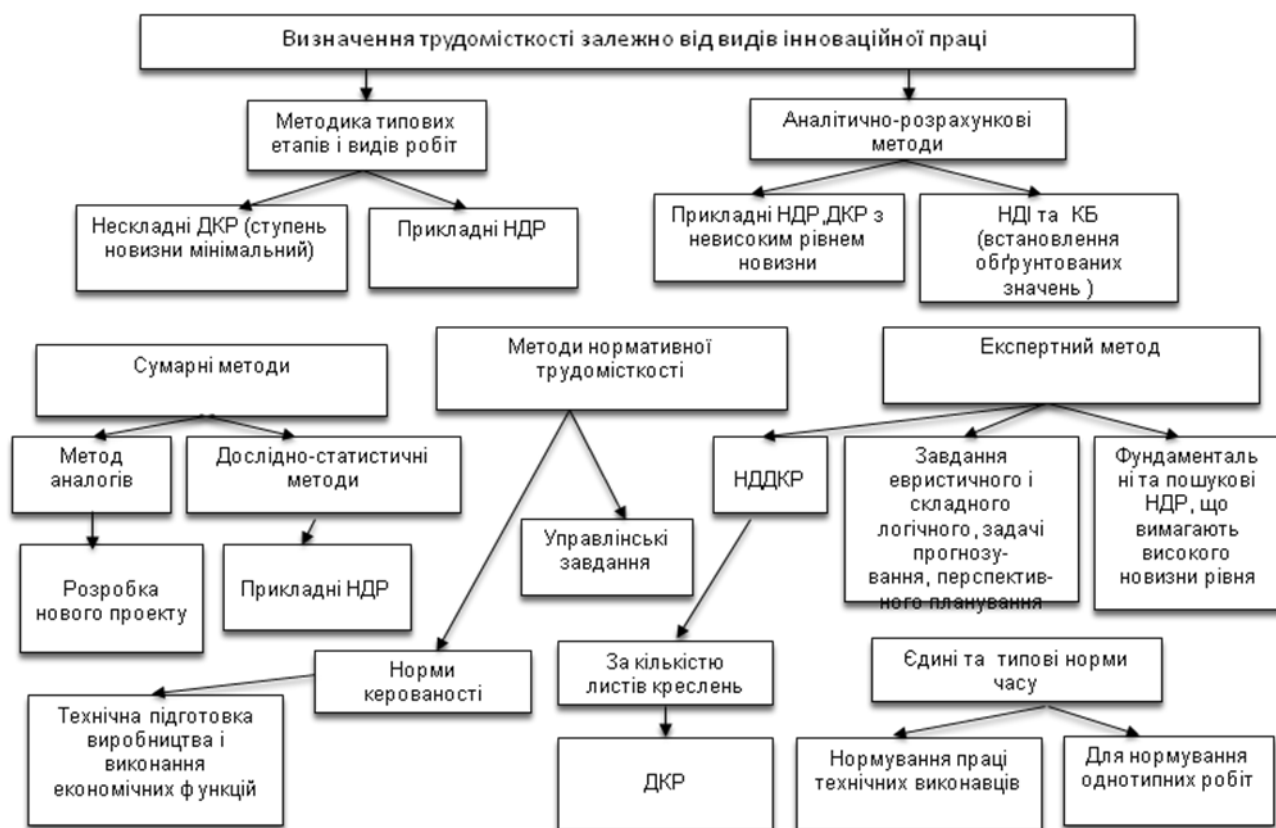 Визначення трудомісткості залежно від видів інноваційної праці
Методика типових
етапів і видів робіт
Аналітично-розрахункові
методи
Нескладні ДКР (ступень
новизни мінімальний)
Прикладні НДР
Прикладні НДР,ДКР з
невисоким рівнем
новизни
НДІ та КБ
(встановлення
обґрунтованих
значень )
Сумарні методи
Методи нормативної
трудомісткості
Експертний метод
Метод
аналогів
Дослідно-статистичні
методи
НДДКР
Завдання
евристичного і
складного
логічного, задачі
прогнозу-
вання, перспектив-
ного планування
Фундаменталь
ні та пошукові
НДР, що
вимагають
високого
новизни рівня
Розробка
нового проекту
Прикладні НДР
Управлінські
завдання
Норми
керованості
За кількістю
листів креслень
Єдині та типові норми
часу
Технічна підготовка
виробництва і
виконання
економічних функцій
ДКР
Нормування праці
технічних виконавців
Для нормування
однотипних робіт